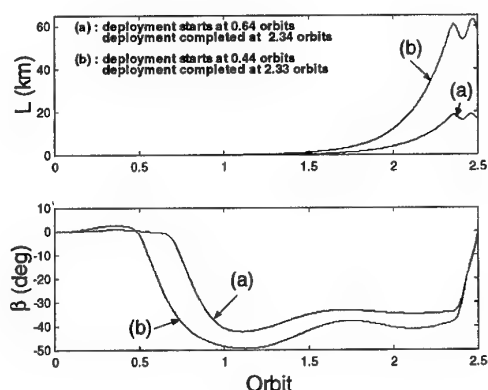 60
(a) : deployment starts at 0.64 orbits
deployment completed at 2.34 orbits
(b) : deployment starts at 0.44 orbits
deployment completed at 2.33 orbits
(b)
(a)
L (km)
40
20
0
0 0.5 1 1.5 2 2.5
10
0
-10
-20
-30
-40
-50
β (deg)
(a)
(b)
0 0.5 1 1.5 2 2.5
Orbit